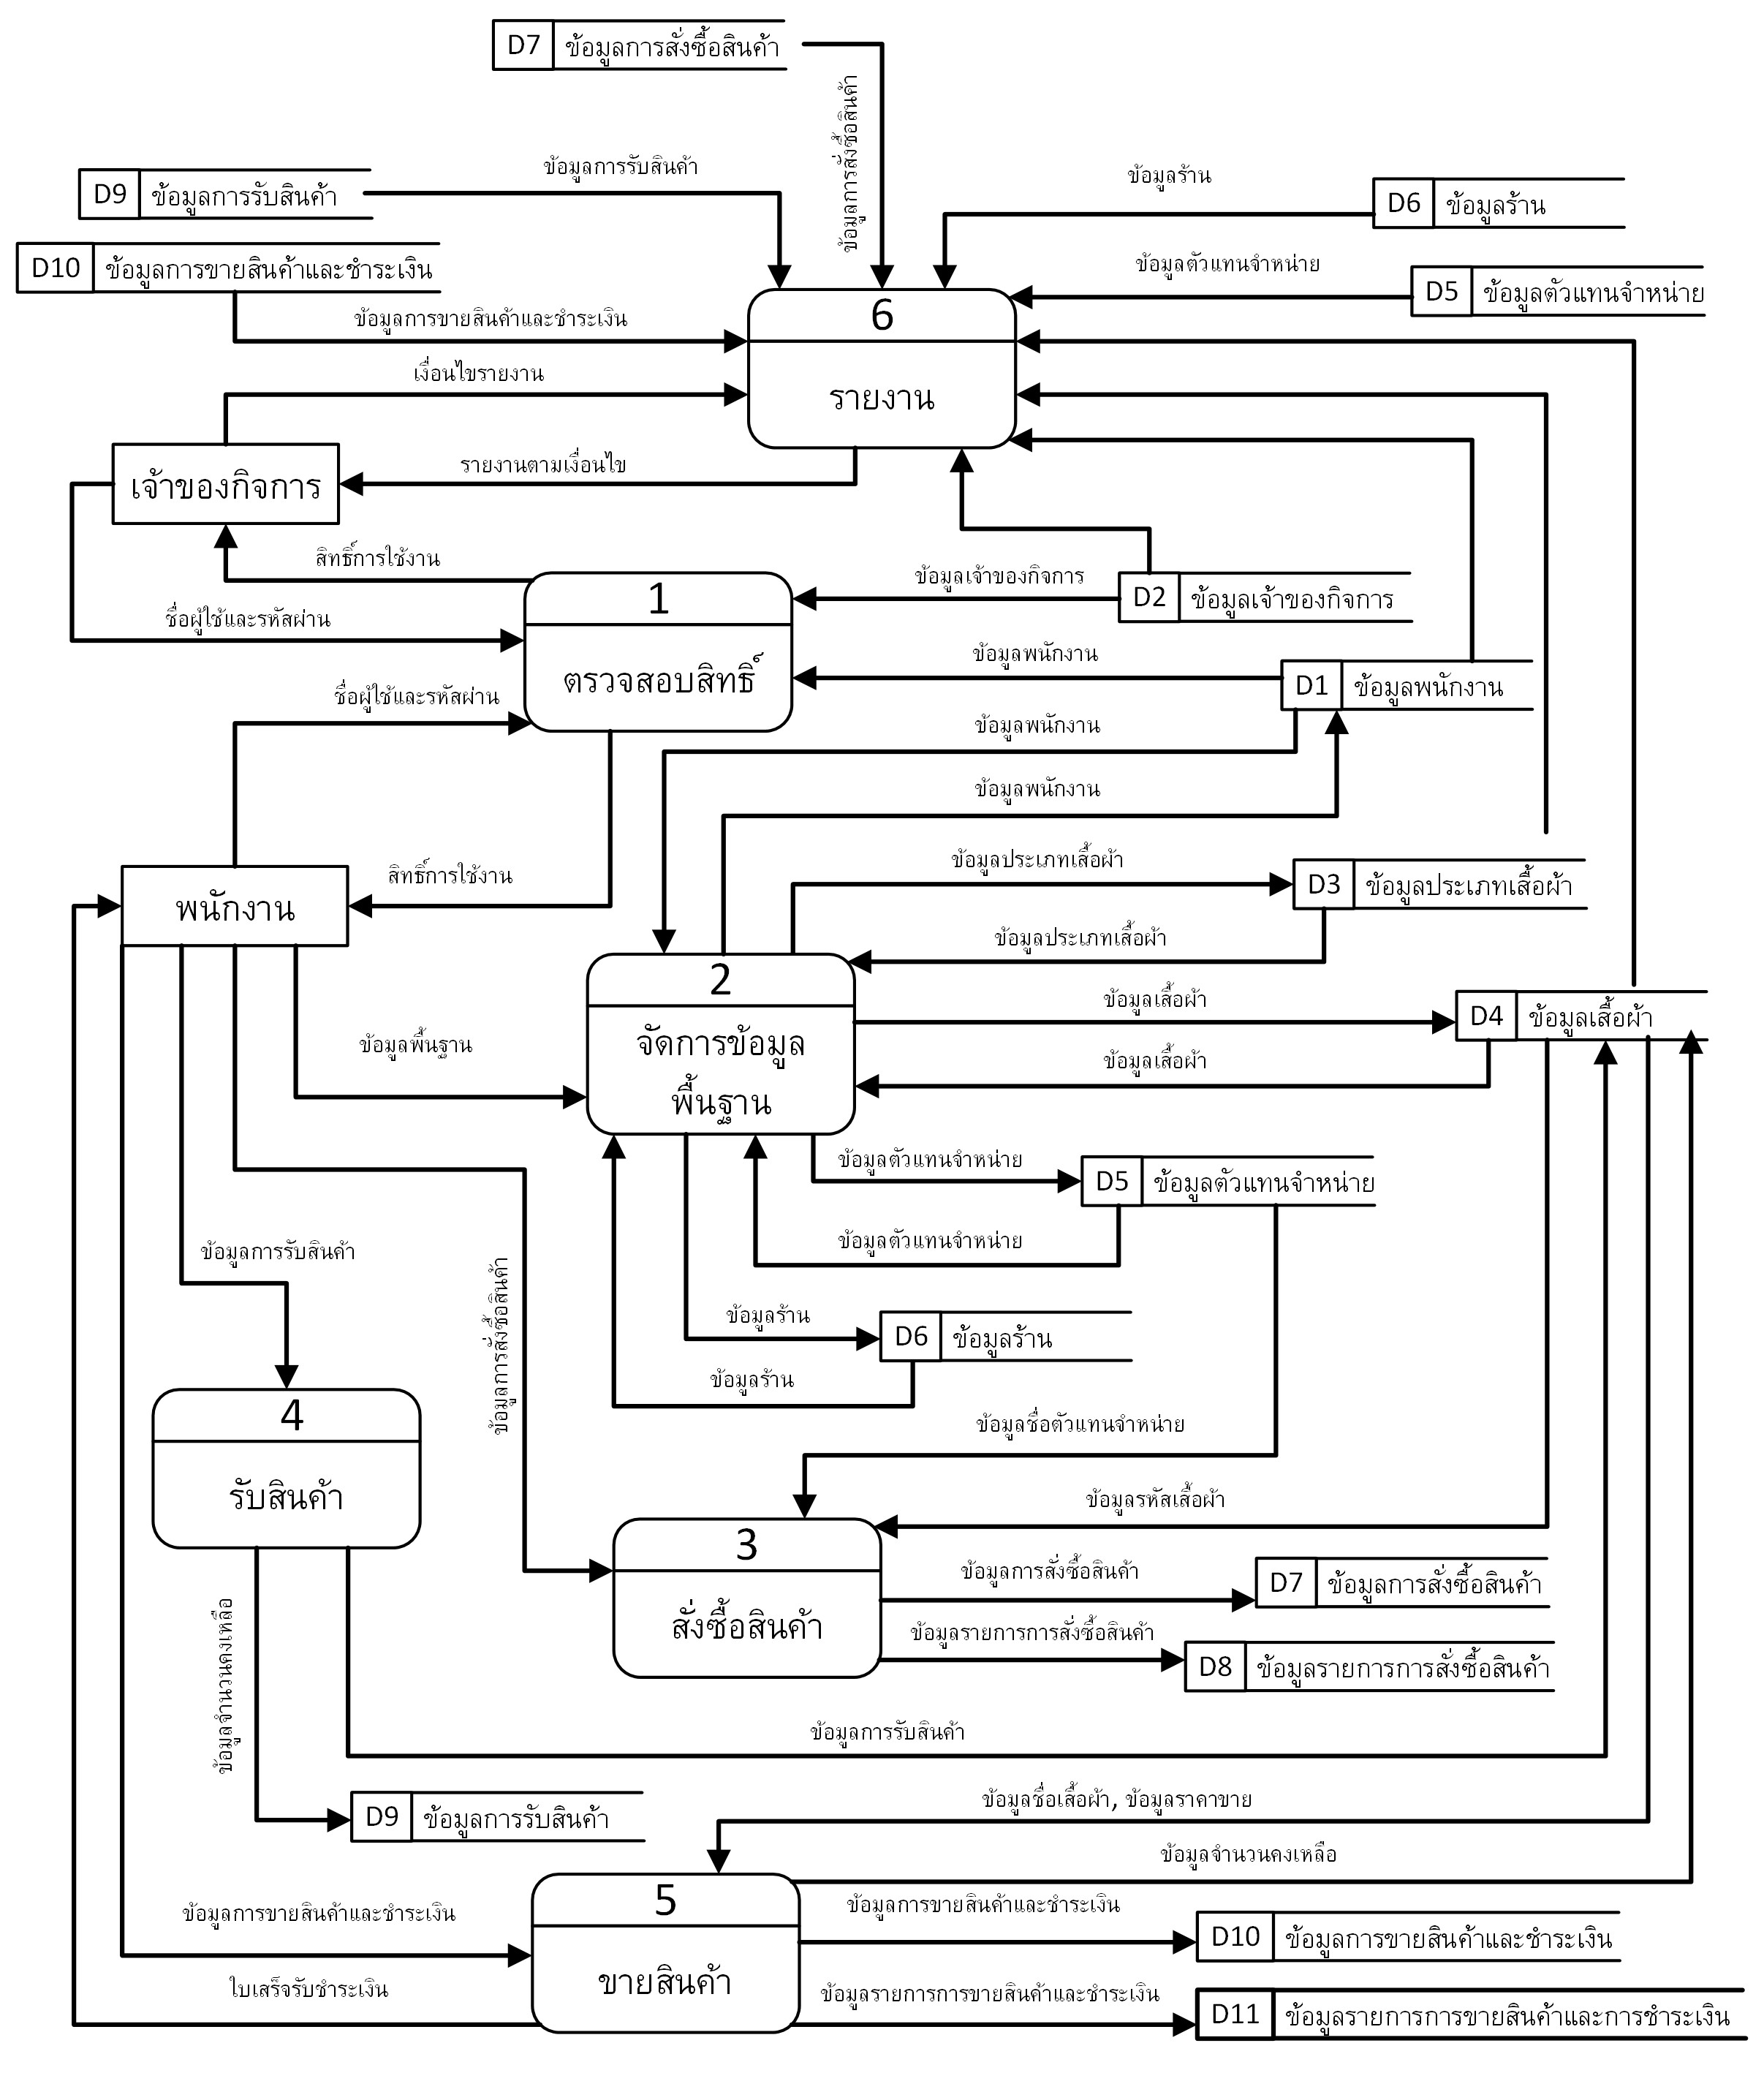 D7 ข้อมูลการสั่งซื้อสินค้า
ข้อมูลการสั่งซื้อสินค้า
ข้อมูลการรับสินค้า
ข้อมูลร้าน
D9 ข้อมูลการรับสินค้า
D6 ข้อมูลร้าน
D10 ข้อมูลการขายสินค้าและชำระเงิน
ข้อมูลตัวแทนจำหน่าย
D5 ข้อมูลตัวแทนจำหน่าย
ข้อมูลการขายสินค้าและชำระเงิน
6
รายงาน
เงื่อนไขรายงาน
เจ้าของกิจการ
รายงานตามเงื่อนไข
สิทธิ์การใช้งาน
ข้อมูลเจ้าของกิจการ
D2 ข้อมูลเจ้าของกิจการ
1
ตรวจสอบสิทธิ์
ชื่อผู้ใช้และรหัสผ่าน
ข้อมูลพนักงาน
D1 ข้อมูลพนักงาน
ชื่อผู้ใช้และรหัสผ่าน
ข้อมูลพนักงาน
ข้อมูลพนักงาน
ข้อมูลประเภทเสื้อผ้า
D3 ข้อมูลประเภทเสื้อผ้า
สิทธิ์การใช้งาน
พนักงาน
ข้อมูลประเภทเสื้อผ้า
2
จัดการข้อมูล
พื้นฐาน
ข้อมูลเสื้อผ้า
D4 ข้อมูลเสื้อผ้า
ข้อมูลพื้นฐาน
ข้อมูลเสื้อผ้า
ข้อมูลตัวแทนจำหน่าย
D5 ข้อมูลตัวแทนจำหน่าย
ข้อมูลตัวแทนจำหน่าย
ข้อมูลการรับสินค้า
ข้อมูลการสั่งซื้อสินค้า
ข้อมูลร้าน
D6 ข้อมูลร้าน
ข้อมูลร้าน
4
รับสินค้า
ข้อมูลชื่อตัวแทนจำหน่าย
ข้อมูลรหัสเสื้อผ้า
3
สั่งซื้อสินค้า
ข้อมูลการสั่งซื้อสินค้า
D7 ข้อมูลการสั่งซื้อสินค้า
ข้อมูลรายการการสั่งซื้อสินค้า
D8 ข้อมูลรายการการสั่งซื้อสินค้า
ข้อมูลจำนวนคงเหลือ
ข้อมูลการรับสินค้า
D9 ข้อมูลการรับสินค้า
ข้อมูลชื่อเสื้อผ้า, ข้อมูลราคาขาย
ข้อมูลจำนวนคงเหลือ
5
ขายสินค้า
ข้อมูลการขายสินค้าและชำระเงิน
ข้อมูลการขายสินค้าและชำระเงิน
D10 ข้อมูลการขายสินค้าและชำระเงิน
ใบเสร็จรับชำระเงิน
ข้อมูลรายการการขายสินค้าและชำระเงิน
D11 ข้อมูลรายการการขายสินค้าและการชำระเงิน